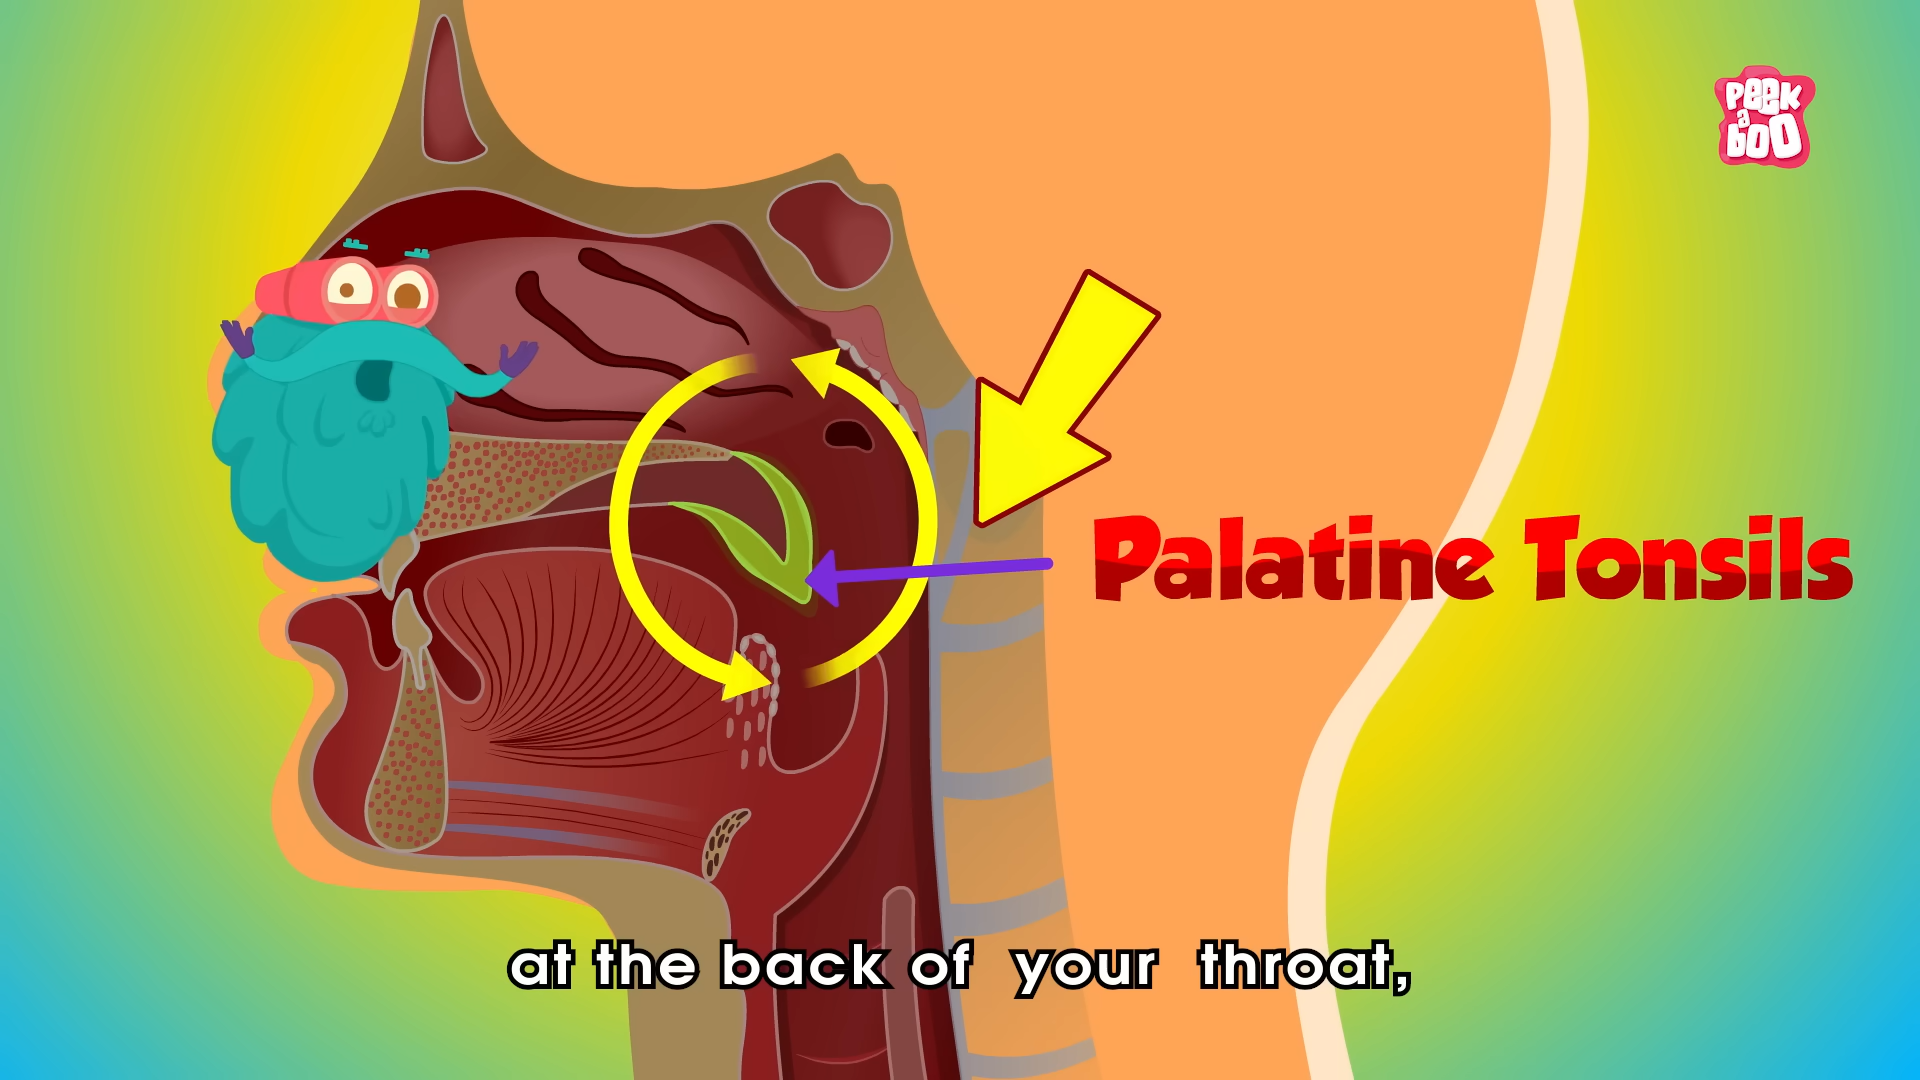 Peek
a
boo
Palatine Tonsils
at the back of your throat,